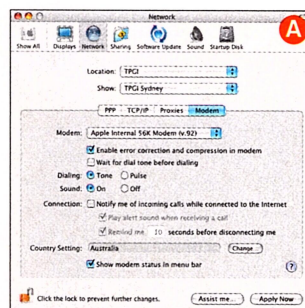 Network
A
Show All Displays Network Sharing Software Update Sound Startup Disk
Location: TPGI
Show: TPGI Sydney
PPP TCP/IP Proxies Modem
Modem: Apple Internal 56K Modem (v.92)
Enable error correction and compression in modem
Wait for dial tone before dialing
Dialing: Tone Pulse
Sound: On Off
Connection: Notify me of incoming calls while connected to the Internet
Play alert sound when receiving a call
Remind me 10 seconds before disconnecting me
Country Setting: Australia Change...
Show modem status in menu bar
?
Click the lock to prevent further changes. Assist me... Apply Now